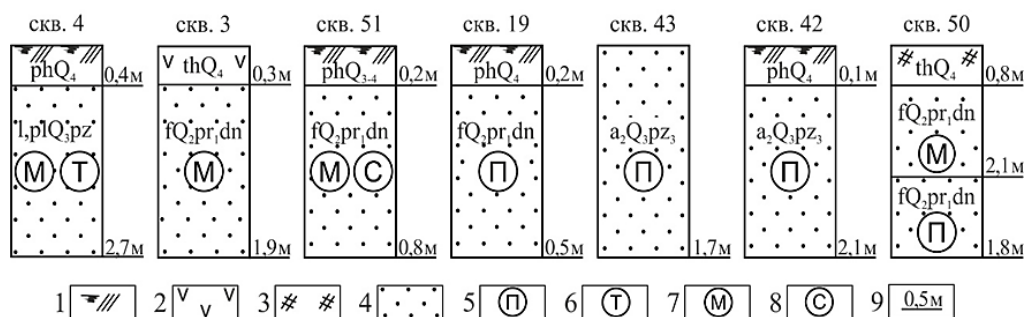 скв. 4 скв. 3 скв. 51 скв. 19 скв. 43 скв. 42 скв. 50
phQ₄ 0,4м
l,plQ₃pz
М Т
2,7м
v thQ₄ v 0,3м
fQ₂pr₁dn
М
1,9м
phQ₃₋₄ 0,2м
fQ₂pr₁dn
М С
0,8м
phQ₄ 0,2м
fQ₂pr₁dn
П
0,5м
a₂Q₃pz₃
П
1,7м
phQ₄ 0,1м
a₂Q₃pz₃
П
2,1м
# thQ₄ # 0,8м
fQ₂pr₁dn
М
2,1м
fQ₂pr₁dn
П
1,8м
1 2 v v v 3 # # 4 5 П 6 Т 7 М 8 С 9 0,5м